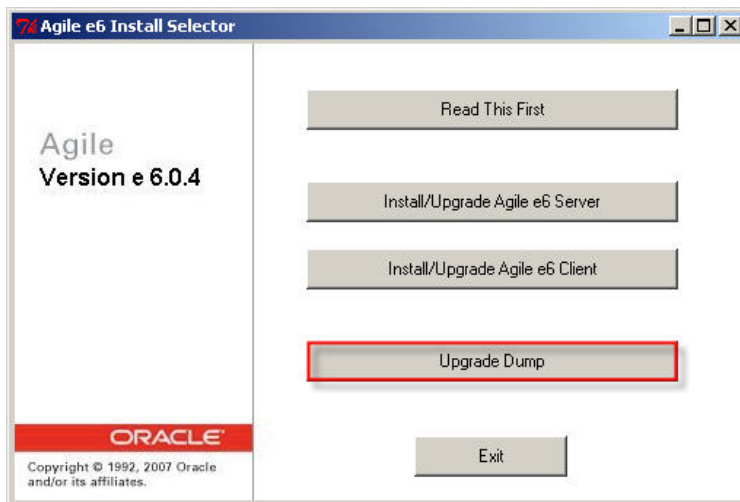 Agile e6 Install Selector
Read This First
Agile
Version e 6.0.4
Install/Upgrade Agile e6 Server
Install/Upgrade Agile e6 Client
Upgrade Dump
ORACLE
Exit
Copyright © 1992, 2007 Oracle
and/or its affiliates.